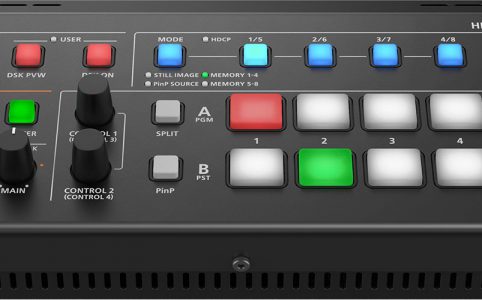 H
USER
MODE
HDCP
1/5
2/6
3/7
4/8
DSK PVW
ON
STILL IMAGE
MEMORY 1-4
PinP SOURCE
MEMORY 5-8
CONTROL 1
A
PGM
SPLIT
1
2
3
4
B
PST
MAIN
CONTROL 2
(CONTROL 4)
PinP